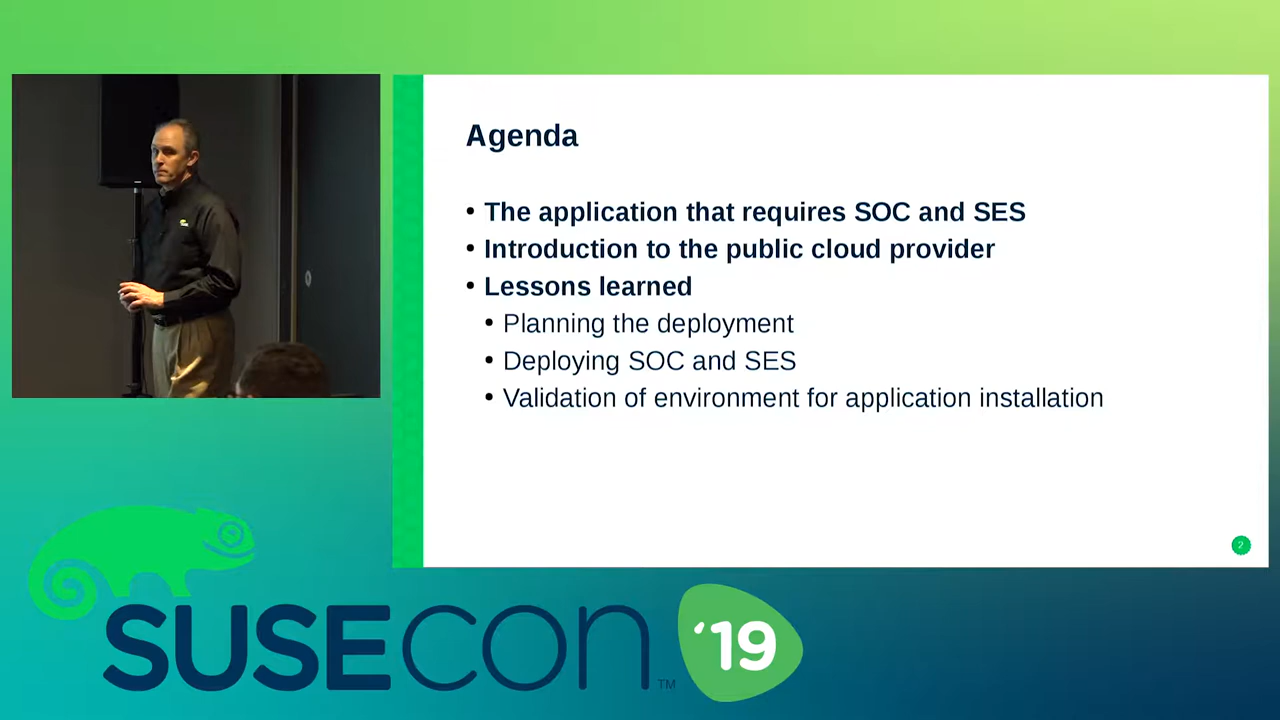 Agenda
• The application that requires SOC and SES
• Introduction to the public cloud provider
• Lessons learned
• Planning the deployment
• Deploying SOC and SES
• Validation of environment for application installation
2
SUSECON™ '19